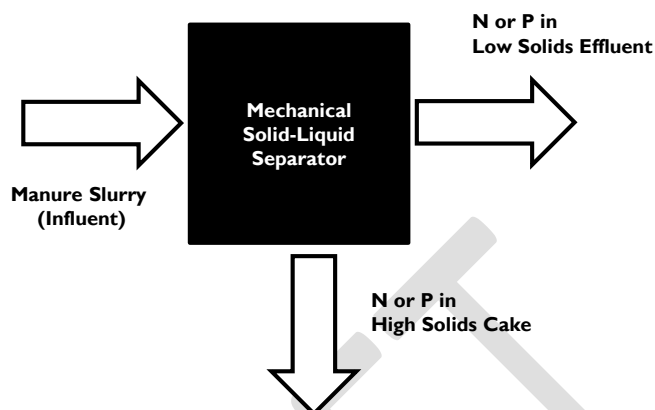 N or P in
Low Solids Effluent
Mechanical
Solid-Liquid
Separator
Manure Slurry
(Influent)
N or P in
High Solids Cake